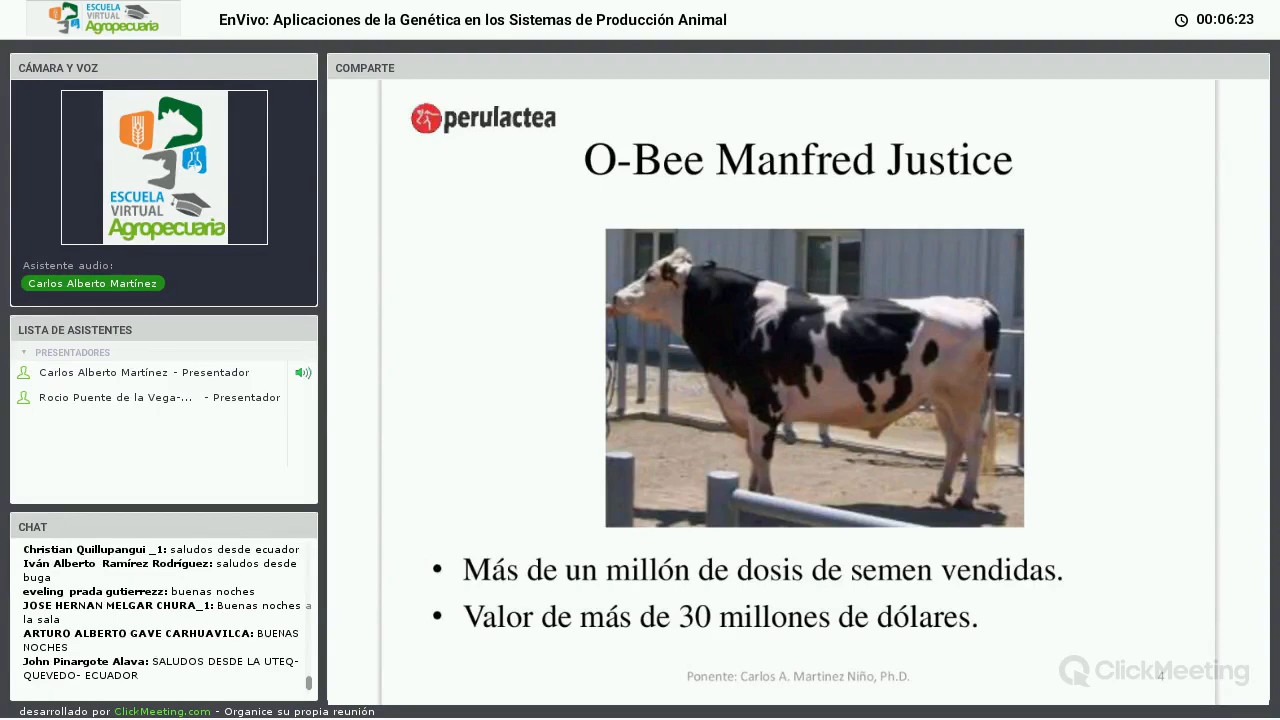 ESCUELA
VIRTUAL
Agropecuaria
EnVivo: Aplicaciones de la Genética en los Sistemas de Producción Animal
00:06:23
CÁMARA Y VOZ
ESCUELA
VIRTUAL
Agropecuaria
Asistente audio:
Carlos Alberto Martínez
LISTA DE ASISTENTES
PRESENTADORES
Carlos Alberto Martínez - Presentador
Rocio Puente de la Vega-... - Presentador
CHAT
Christian Quillupangui _1: saludos desde ecuador
Iván Alberto Ramírez Rodríguez: saludos desde
buga
eveling prada gutierrezz: buenas noches
JOSE HERNAN MELGAR CHURA_1: Buenas noches a
la sala
ARTURO ALBERTO GAVE CARHUAVILCA: BUENAS
NOCHES
John Pinargote Alava: SALUDOS DESDE LA UTEQ-
QUEVEDO- ECUADOR
COMPARTE
perulactea
O-Bee Manfred Justice
• Más de un millón de dosis de semen vendidas.
• Valor de más de 30 millones de dólares.
Ponente: Carlos A. Martinez Niño, Ph.D.
4
ClickMeeting
desarrollado por ClickMeeting.com - Organice su propia reunión